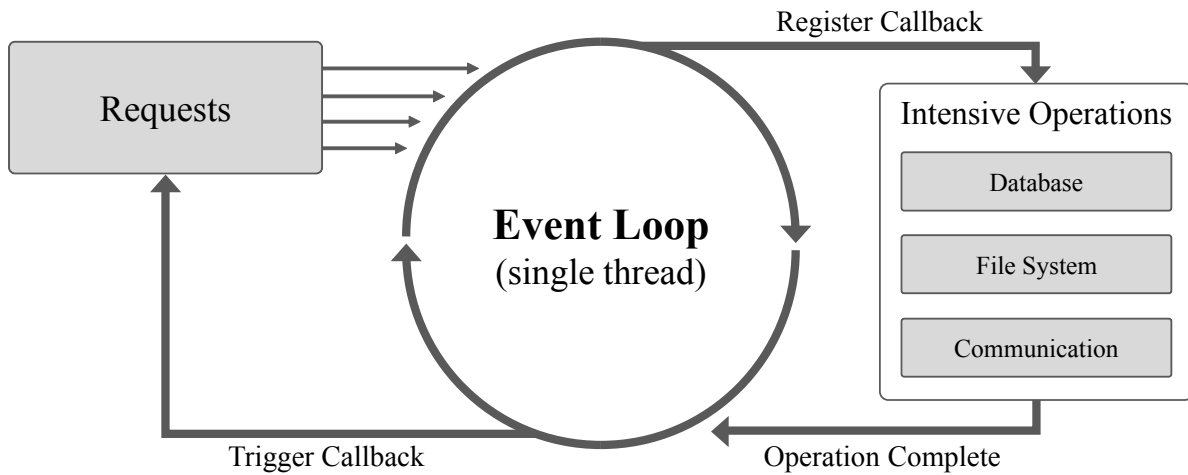 Register Callback
Requests
Intensive Operations
Database
Event Loop
(single thread)
File System
Communication
Trigger Callback
Operation Complete